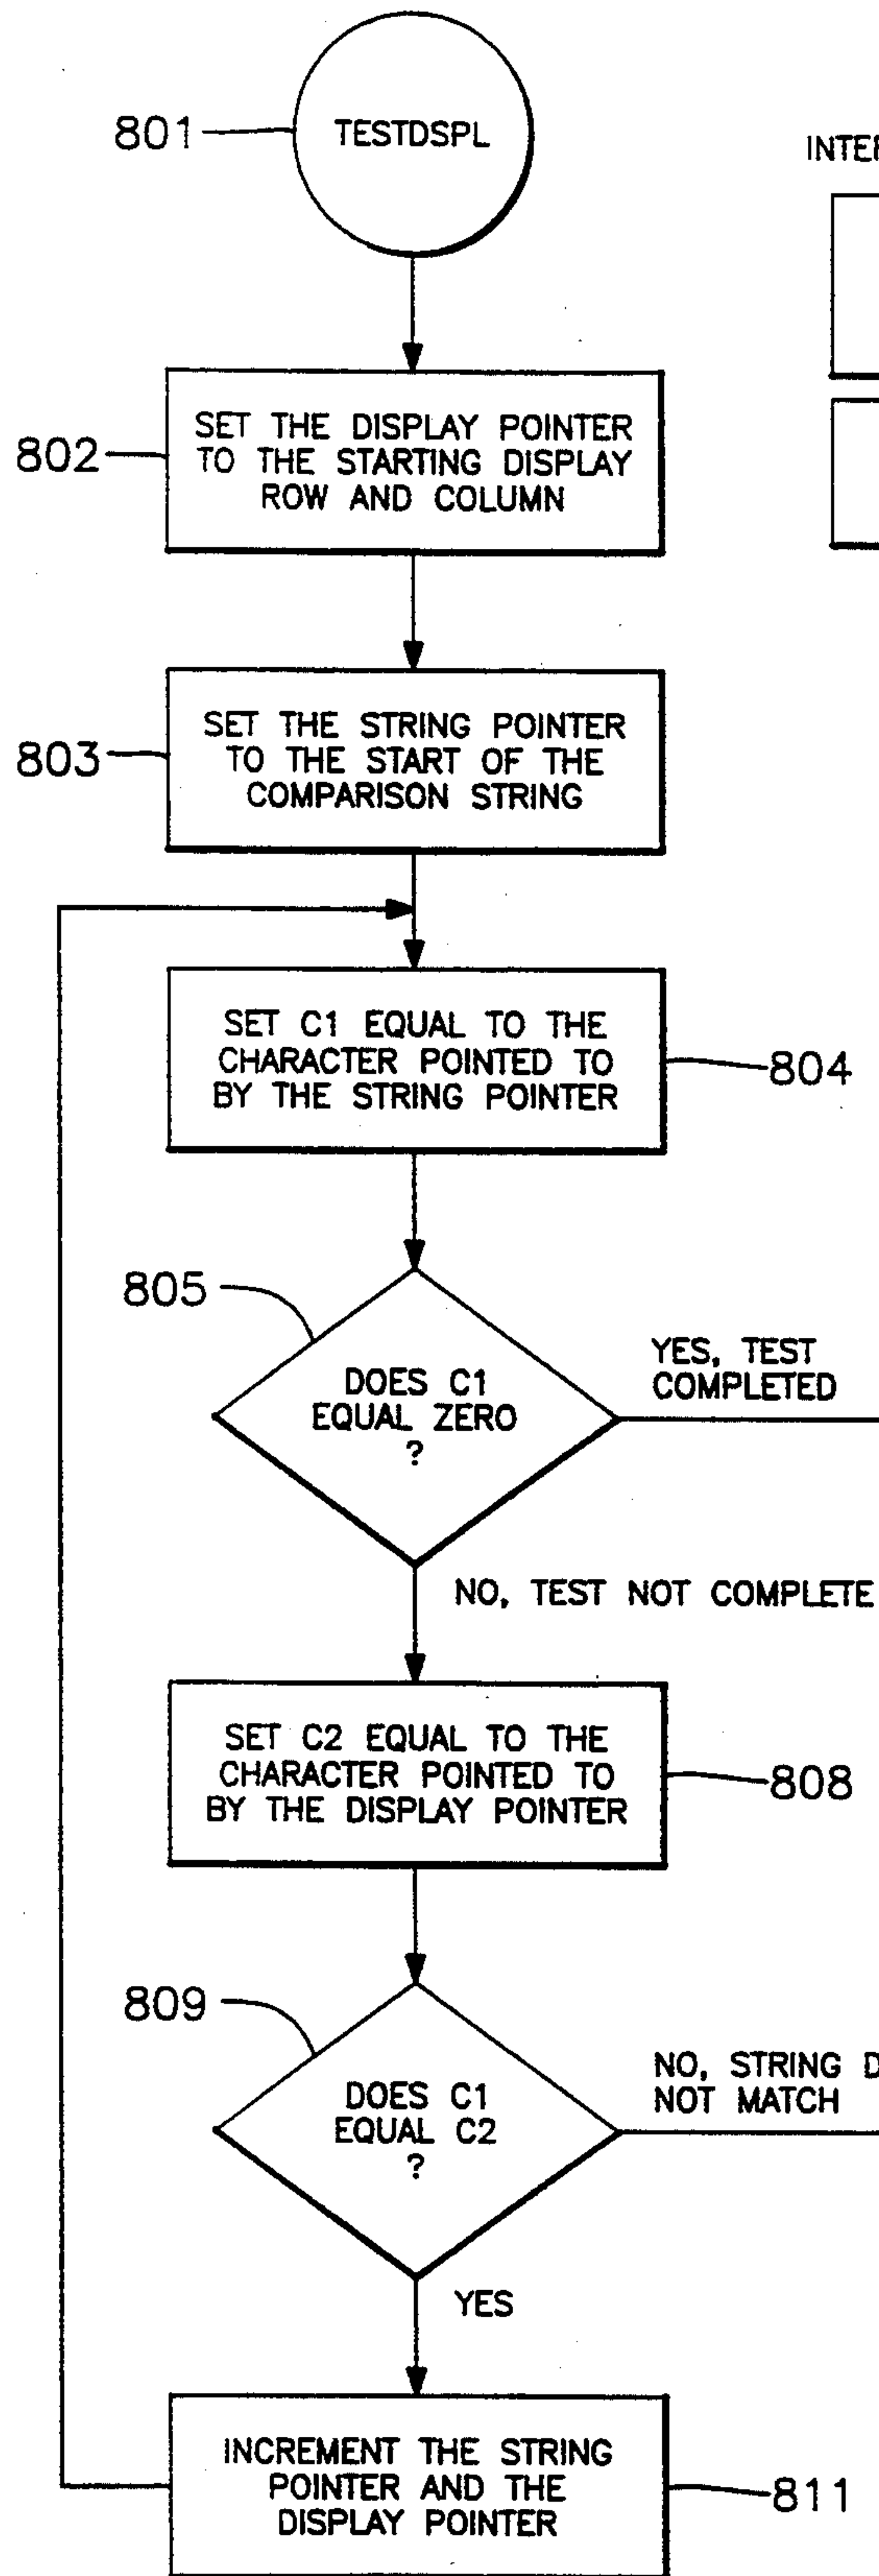 801
TESTDSPL
802
SET THE DISPLAY POINTER
TO THE STARTING DISPLAY
ROW AND COLUMN
803
SET THE STRING POINTER
TO THE START OF THE
COMPARISON STRING
SET C1 EQUAL TO THE
CHARACTER POINTED TO
BY THE STRING POINTER
804
805
DOES C1
EQUAL ZERO
?
YES, TEST
COMPLETED
NO, TEST NOT COMPLETE
SET C2 EQUAL TO THE
CHARACTER POINTED TO
BY THE DISPLAY POINTER
808
809
DOES C1
EQUAL C2
?
NO, STRING
NOT MATCH
YES
INCREMENT THE STRING
POINTER AND THE
DISPLAY POINTER
811